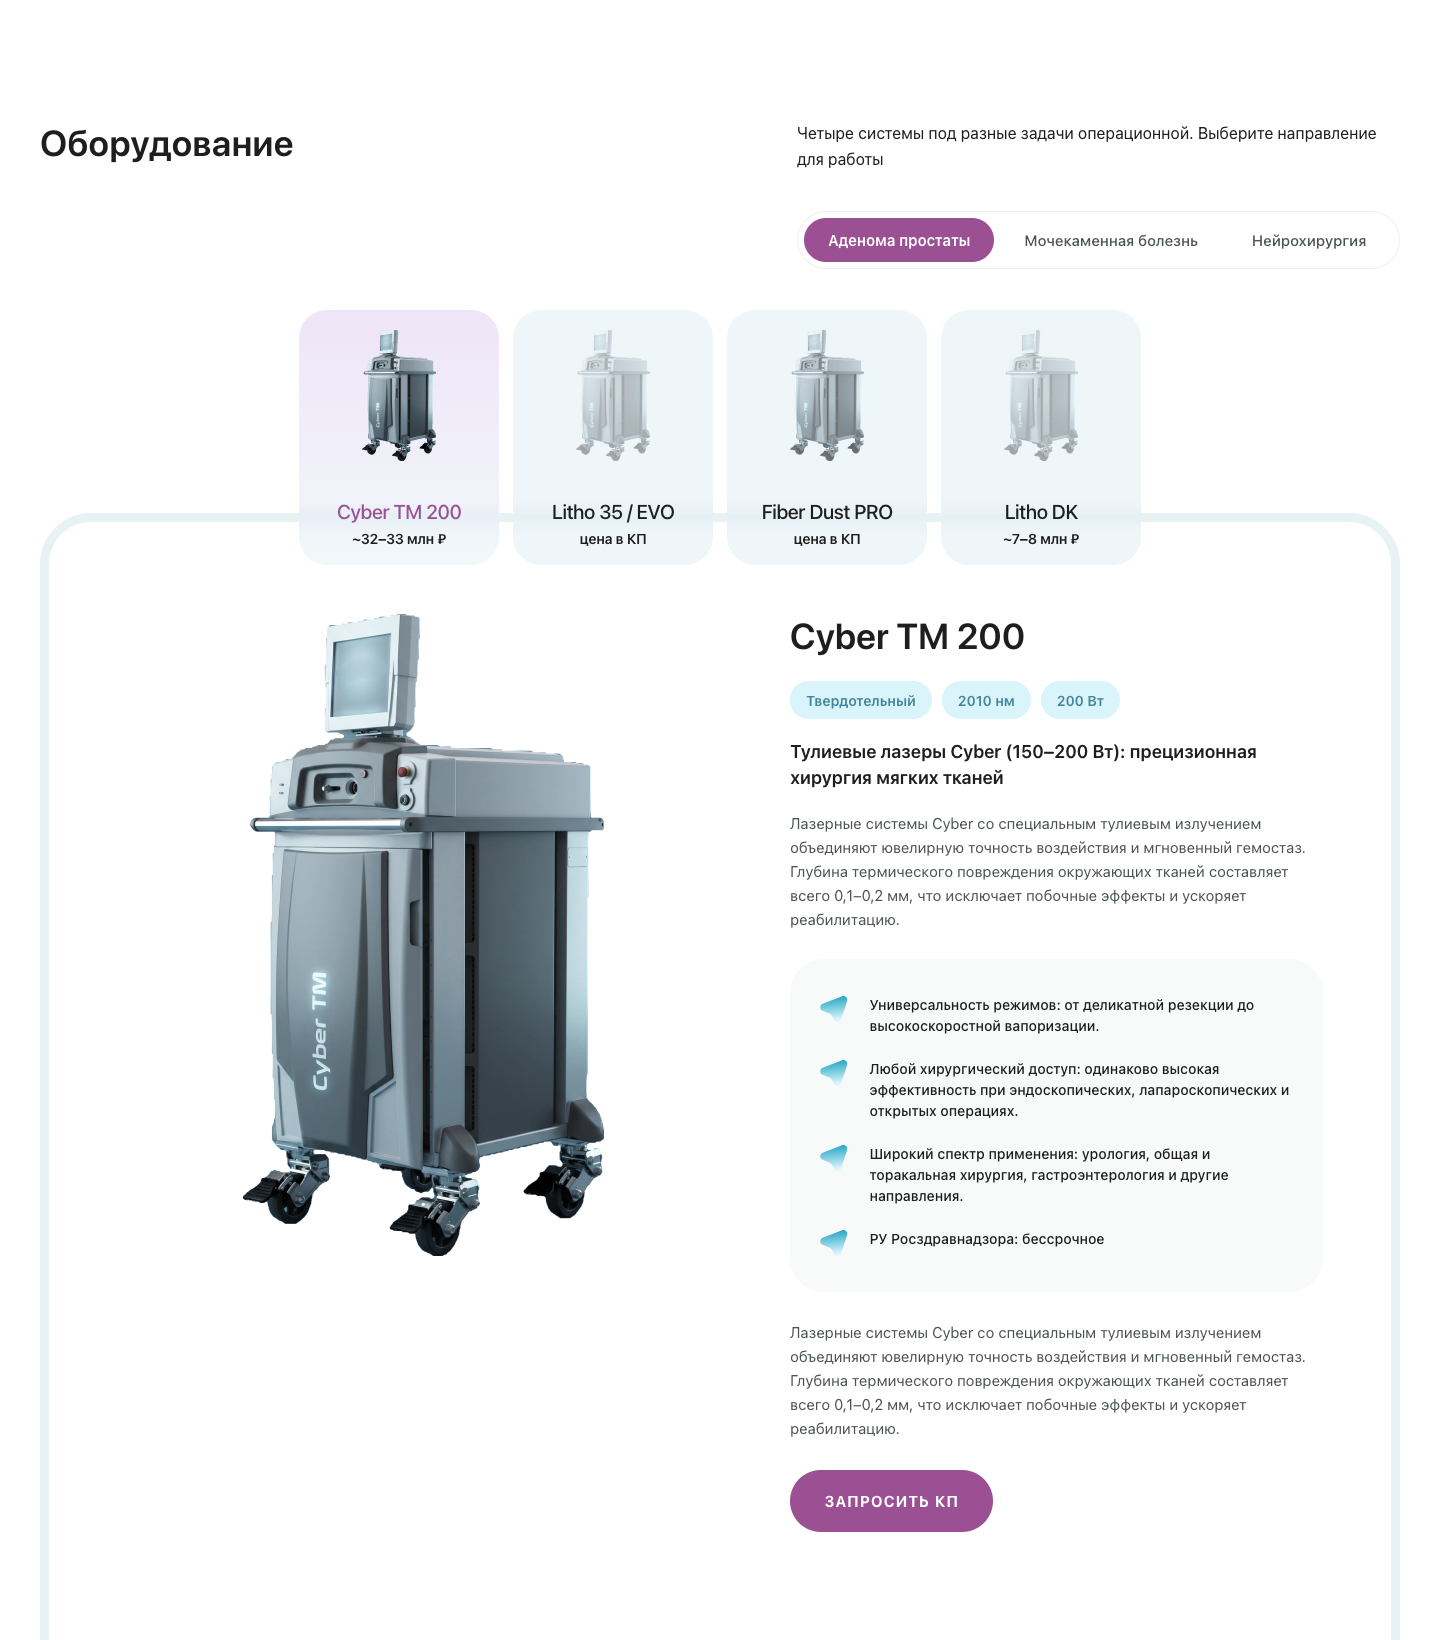 Оборудование
Четыре системы под разные задачи операционной. Выберите направление
для работы
Аденома простаты
Мочекаменная болезнь
Нейрохирургия
Cyber TM 200
~32–33 млн ₽
Litho 35 / EVO
цена в КП
Fiber Dust PRO
цена в КП
Litho DK
~7–8 млн ₽
Cyber TM
Cyber TM 200
Твердотельный
2010 нм
200 Вт
Тулиевые лазеры Cyber (150–200 Вт): прецизионная
хирургия мягких тканей
Лазерные системы Cyber со специальным тулиевым излучением
объединяют ювелирную точность воздействия и мгновенный гемостаз.
Глубина термического повреждения окружающих тканей составляет
всего 0,1–0,2 мм, что исключает побочные эффекты и ускоряет
реабилитацию.
Универсальность режимов: от деликатной резекции до
высокоскоростной вапоризации.
Любой хирургический доступ: одинаково высокая
эффективность при эндоскопических, лапароскопических и
открытых операциях.
Широкий спектр применения: урология, общая и
торакальная хирургия, гастроэнтерология и другие
направления.
РУ Росздравнадзора: бессрочное
Лазерные системы Cyber со специальным тулиевым излучением
объединяют ювелирную точность воздействия и мгновенный гемостаз.
Глубина термического повреждения окружающих тканей составляет
всего 0,1–0,2 мм, что исключает побочные эффекты и ускоряет
реабилитацию.
ЗАПРОСИТЬ КП